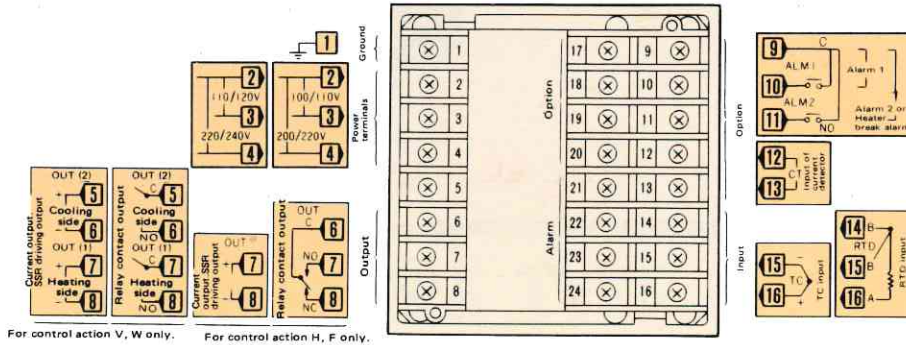 Ground
1
2
110/120V
3
220/240V
4
2
100/110V
3
200/220V
4
Power
terminals
Current output,
SSR driving output
OUT (2)
+
5
Cooling
side
−
6
OUT (1)
+
7
Heating
side
−
8
Relay contact output
OUT (2)
C
5
Cooling
side
NO
6
OUT (1)
C
7
Heating
side
NO
8
For control action V, W only.
Current
output, SSR
driving output
OUT
+
7
−
8
Relay contact output
OUT
C
6
NO
7
NC
8
For control action H, F only.
Output
1
2
3
4
5
6
7
8
Option
Alarm
17
18
19
20
21
22
23
24
9
10
11
12
13
14
15
16
Option
Input
9
C
ALM1
10
ALM2
11
NO
Alarm 1
Alarm 2 or
Heater
break alarm
12
CT
13
Input of
current
detector
15
−
TC
16
+
TC input
14
B
RTD
15
B
16
A
RTD input